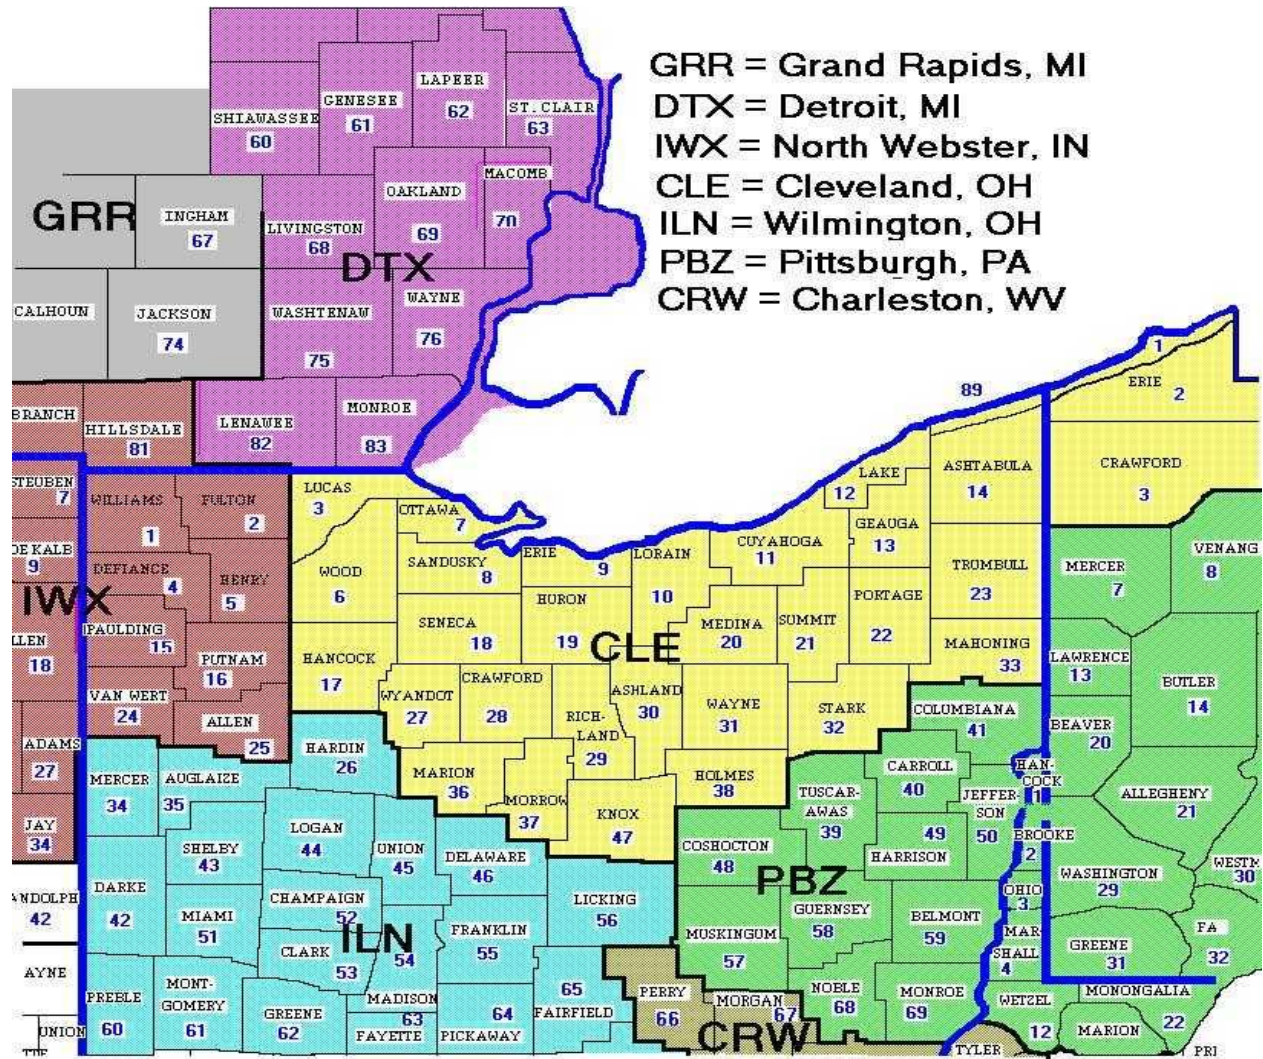 GRR = Grand Rapids, MI
DTX = Detroit, MI
IWX = North Webster, IN
CLE = Cleveland, OH
ILN = Wilmington, OH
PBZ = Pittsburgh, PA
CRW = Charleston, WV
LAPEER
62
GENESEE
61
SHIAWASSEE
60
ST.CLAIR
63
MACOMB
70
OAKLAND
69
INGHAM
67
GRR
LIVINGSTON
68
DTX
WAYNE
76
CALHOUN
JACKSON
74
WASHTENAW
75
BRANCH
HILLSDALE
81
LENAWEE
82
MONROE
83
89
1
ERIE
2
CRAWFORD
3
STEUBEN
7
WILLIAMS
1
FULTON
2
LUCAS
3
OTTAWA
7
LAKE
12
ASHTABULA
14
GEAUGA
13
CUYAHOGA
11
DE KALB
9
DEFIANCE
4
HENRY
5
WOOD
6
SANDUSKY
8
ERIE
9
LORAIN
10
TRUMBULL
23
MERCER
7
VENANG
8
IWX
HURON
19
PORTAGE
22
LLEN
18
PAULDING
15
PUTNAM
16
SENECA
18
CLE
MEDINA
20
SUMMIT
21
MAHONING
33
LAWRENCE
13
BUTLER
14
HANCOCK
17
VAN WERT
24
ALLEN
25
WYANDOT
27
CRAWFORD
28
RICH-
LAND
29
ASHLAND
30
WAYNE
31
STARK
32
COLUMBIANA
41
BEAVER
20
ADAMS
27
MERCER
34
AUGLAIZE
35
HARDIN
26
MARION
36
MORROW
37
HOLMES
38
CARROLL
40
HAN-
COCK
1
ALLEGHENY
21
TUSCAR-
AWAS
39
JEFFER-
SON
50
JAY
34
SHELBY
43
LOGAN
44
UNION
45
DELAWARE
46
KNOX
47
COSHOCTON
48
49
HARRISON
BROOKE
2
WASHINGTON
29
WESTM
30
ANDOLPH
42
DARKE
42
MIAMI
51
CHAMPAIGN
52
LICKING
56
PBZ
OHIO
3
CLARK
53
ILN
54
FRANKLIN
55
MUSKINGUM
57
GUERNSEY
58
BELMONT
59
MAR-
SHALL
4
GREENE
31
FA
32
AYNE
PREBLE
60
MONT-
GOMERY
61
GREENE
62
MADISON
63
FAYETTE
64
PICKAWAY
65
FAIRFIELD
PERRY
66
MORGAN
67
CRW
NOBLE
68
MONROE
69
WETZEL
12
MONONGALIA
22
MARION
UNION
TYLER
PRI